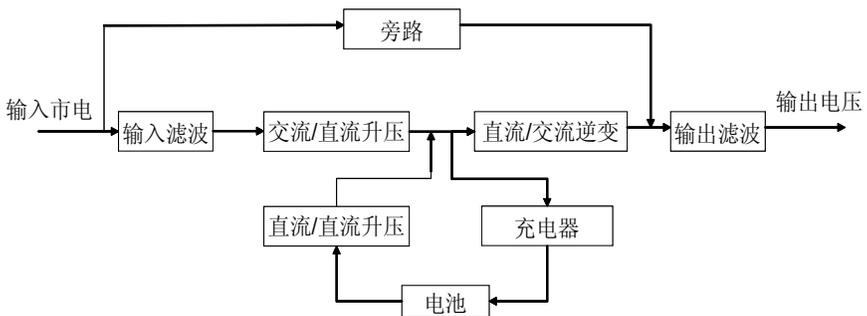 旁路
输入市电
输出电压
输入滤波
交流/直流升压
直流/交流逆变
输出滤波
直流/直流升压
充电器
电池